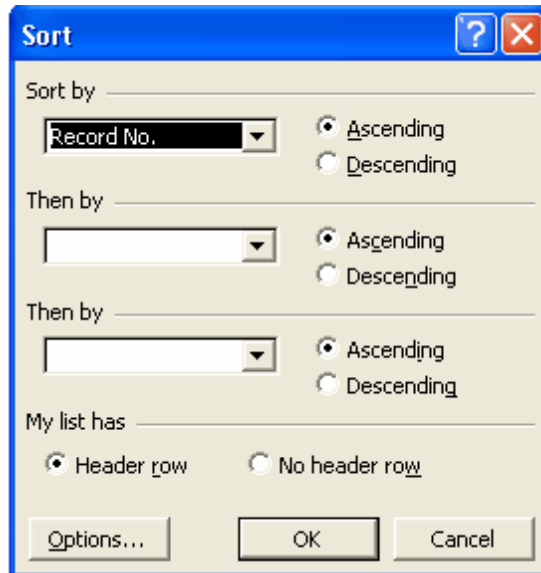 Sort
Sort by
Record No.
Ascending
Descending
Then by
Ascending
Descending
Then by
Ascending
Descending
My list has
Header row
No header row
Options...
OK
Cancel